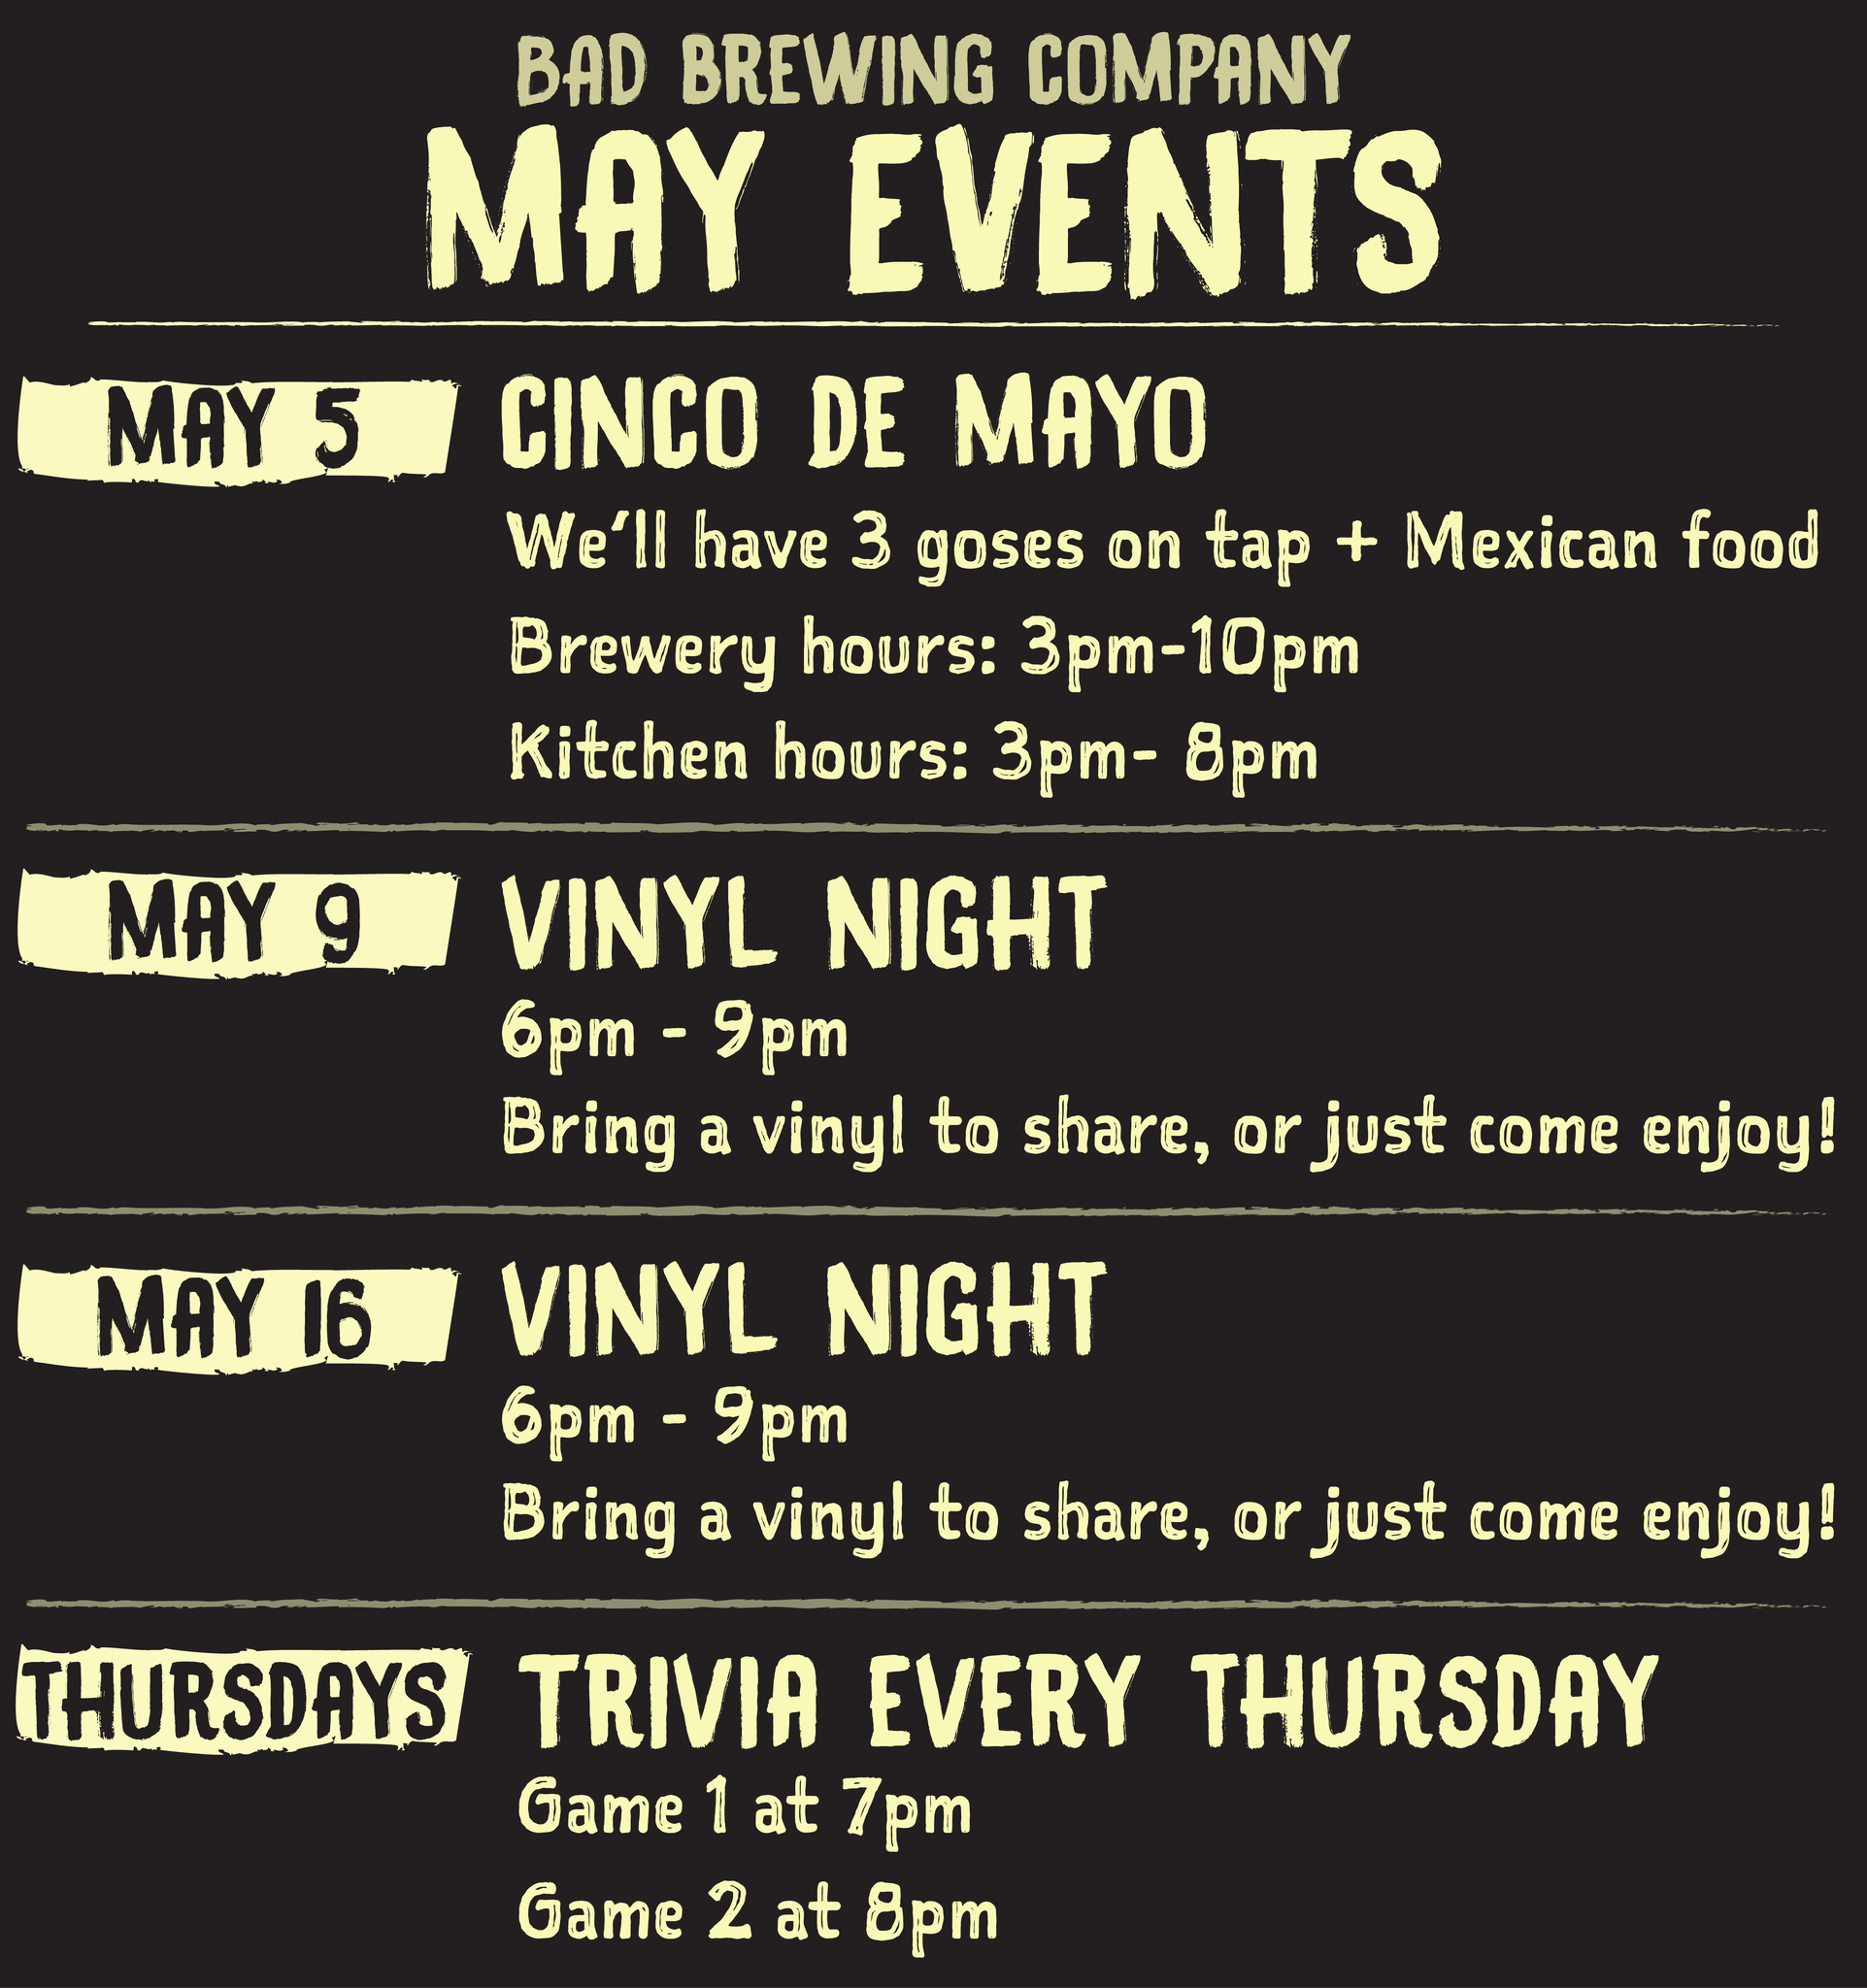 BAD BREWING COMPANY
MAY EVENTS
MAY 5
CINCO DE MAYO
We'll have 3 goses on tap + Mexican food
Brewery hours: 3pm-10pm
Kitchen hours: 3pm- 8pm
MAY 9
VINYL NIGHT
6pm - 9pm
Bring a vinyl to share, or just come enjoy!
MAY 16
VINYL NIGHT
6pm - 9pm
Bring a vinyl to share, or just come enjoy!
THURSDAYS
TRIVIA EVERY THURSDAY
Game 1 at 7pm
Game 2 at 8pm